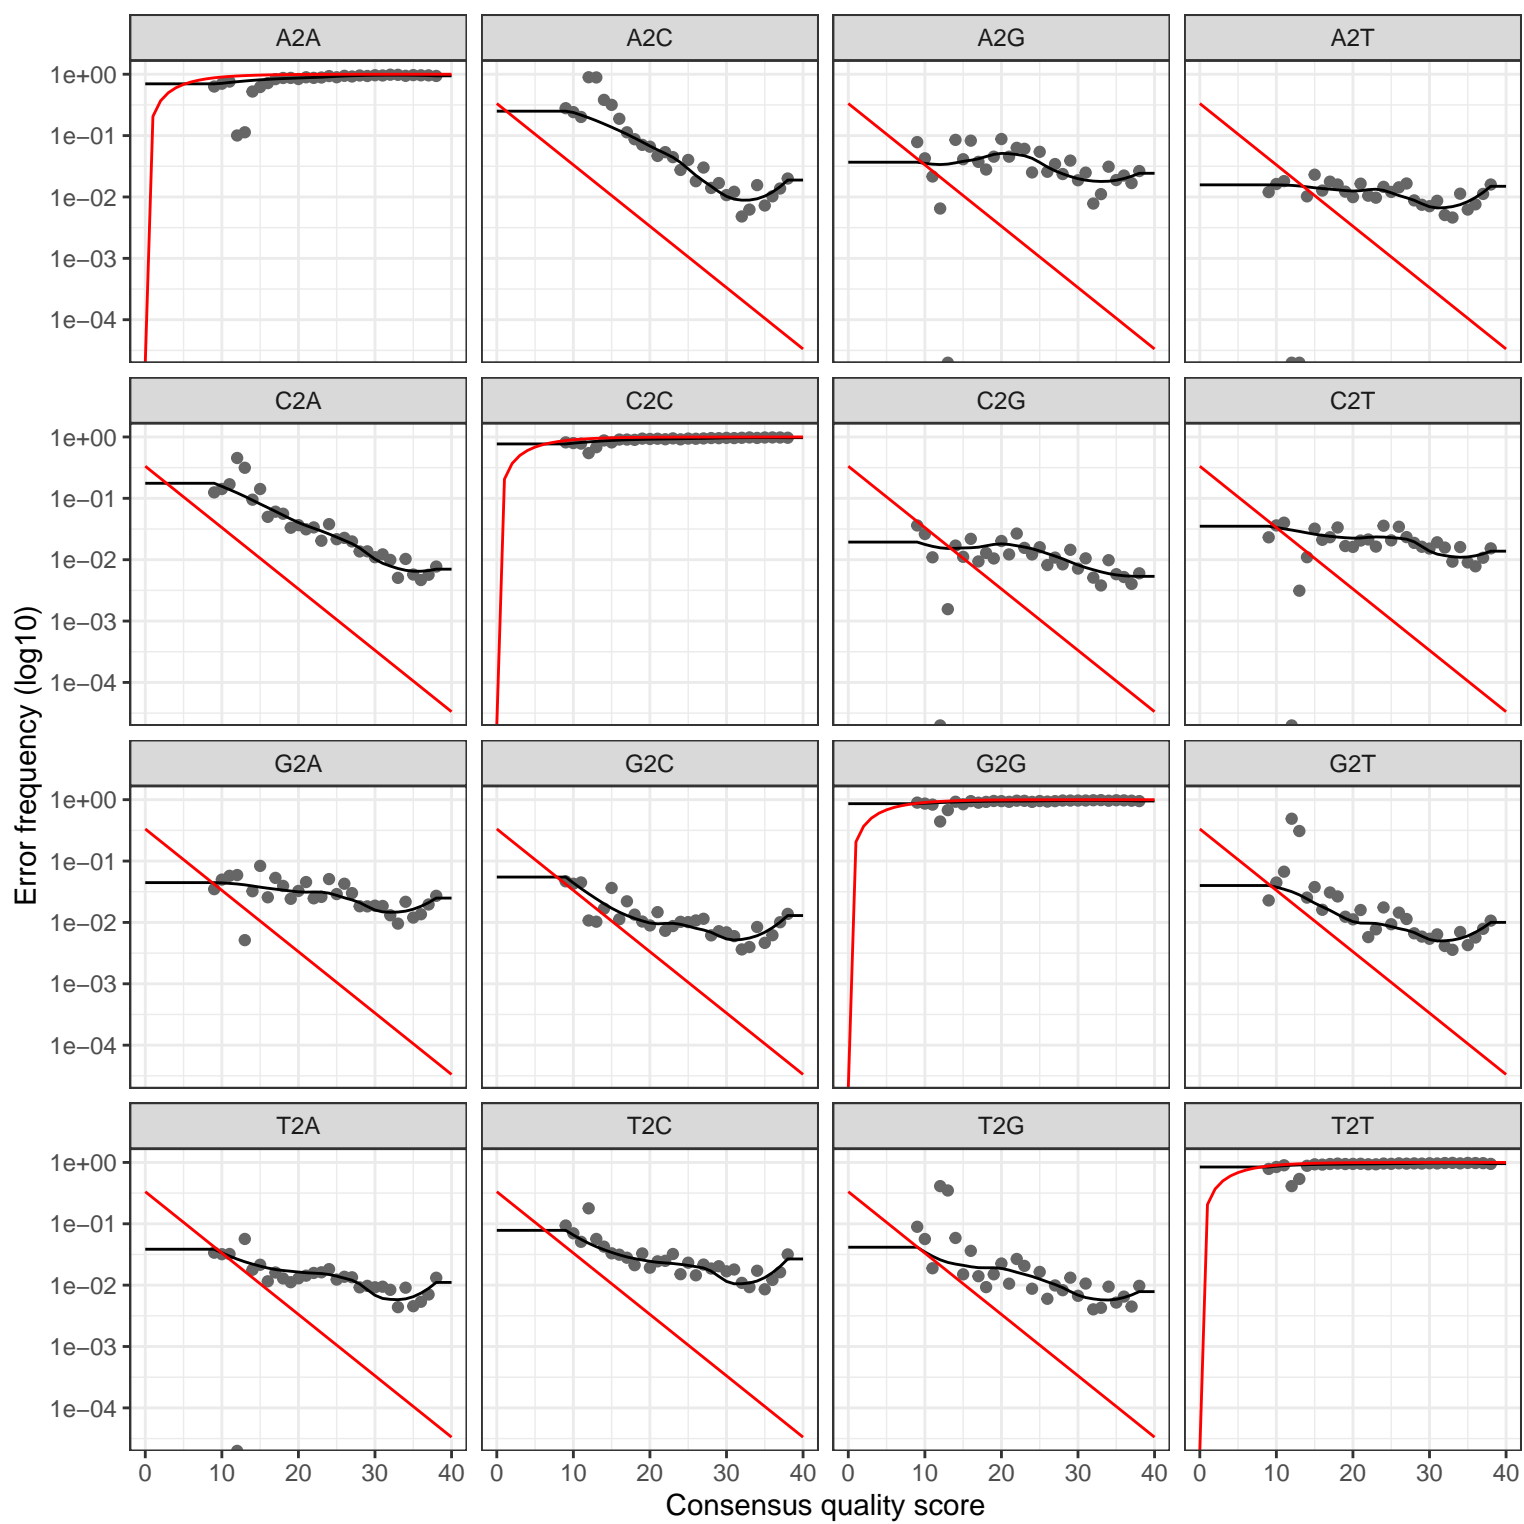 A2A A2C A2G A2T
1e+00
1e−01
1e−02
1e−03
1e−04
C2A C2C C2G C2T
1e+00
1e−01
1e−02
1e−03
1e−04
G2A G2C G2G G2T
1e+00
1e−01
1e−02
1e−03
1e−04
T2A T2C T2G T2T
1e+00
1e−01
1e−02
1e−03
1e−04
0 10 20 30 40 0 10 20 30 40 0 10 20 30 40 0 10 20 30 40
Consensus quality score
Error frequency (log10)